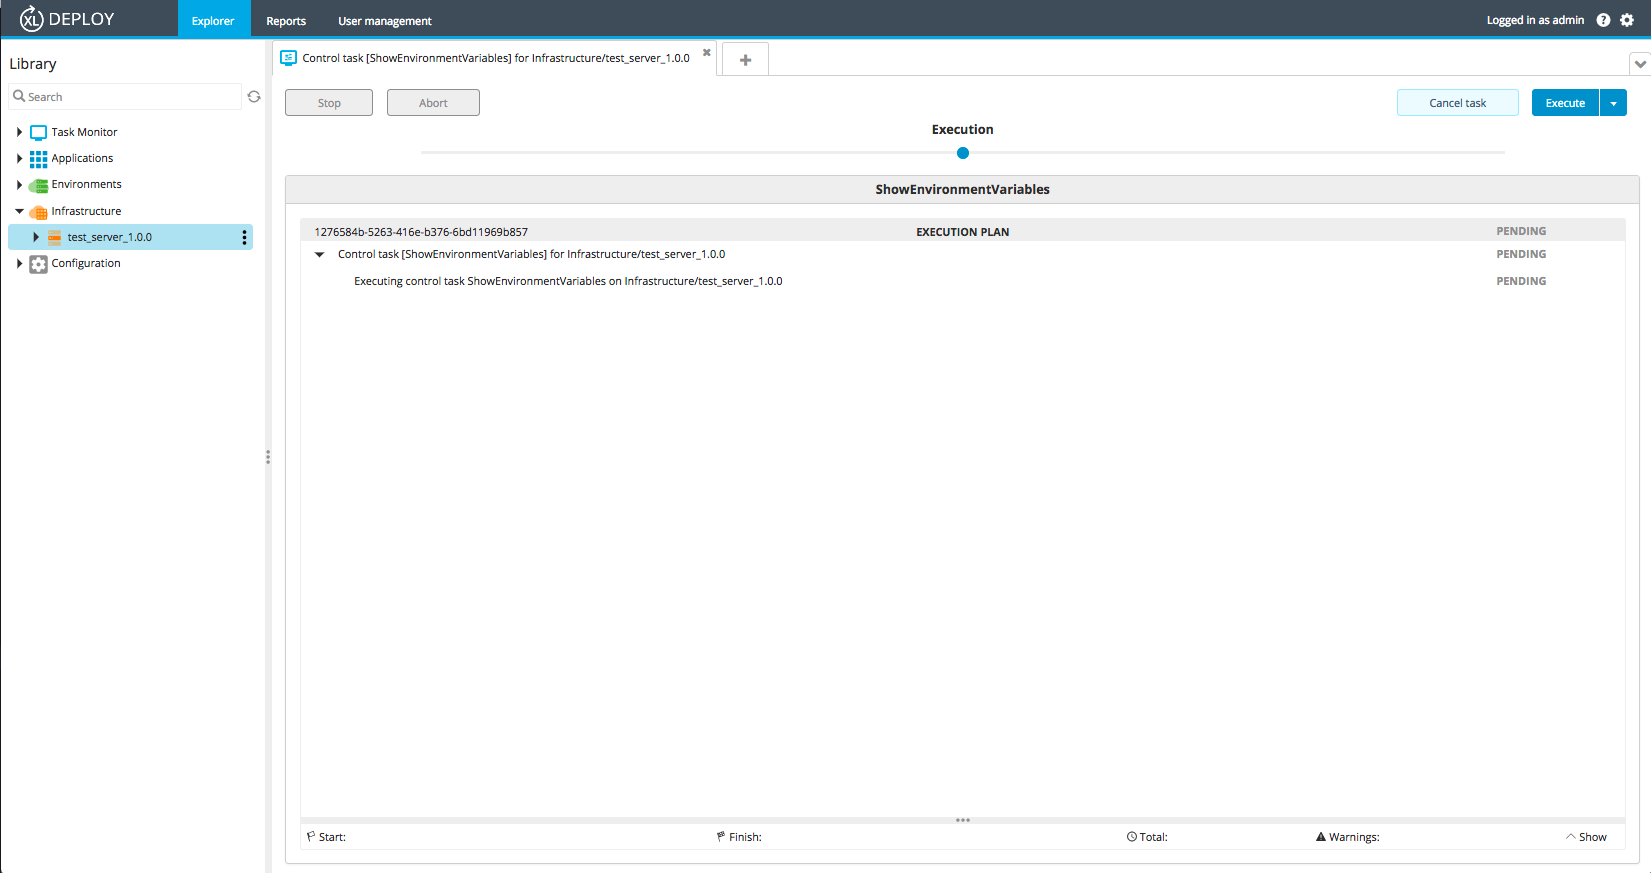 XL DEPLOY
Explorer
Reports
User management
Logged in as admin
?
Library
Search
Task Monitor
Applications
Environments
Infrastructure
test_server_1.0.0
Configuration
Control task [ShowEnvironmentVariables] for Infrastructure/test_server_1.0.0
Stop
Abort
Cancel task
Execute
Execution
ShowEnvironmentVariables
1276584b-5263-416e-b376-6bd11969b857 EXECUTION PLAN PENDING
Control task [ShowEnvironmentVariables] for Infrastructure/test_server_1.0.0 PENDING
Executing control task ShowEnvironmentVariables on Infrastructure/test_server_1.0.0 PENDING
Start: Finish: Total: Warnings: Show